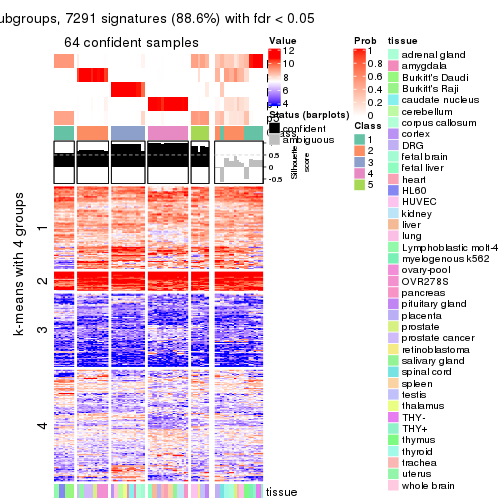 ubgroups, 7291 signatures (88.6%) with fdr < 0.05
64 confident samples
k-means with 4 groups
1
2
3
4
Value
12
10
8
6
4
Status (barplots)
confident
ambiguous
Silhouette
score
0.5
0
-0.5
tissue
Prob
1
0.8
0.6
0.4
0.2
0
Class
1
2
3
4
5
tissue
adrenal gland
amygdala
Burkitt's Daudi
Burkitt's Raji
caudate nucleus
cerebellum
corpus callosum
cortex
DRG
fetal brain
fetal liver
heart
HL60
HUVEC
kidney
liver
lung
Lymphoblastic molt-4
myelogenous k562
ovary-pool
OVR278S
pancreas
pituitary gland
placenta
prostate
prostate cancer
retinoblastoma
salivary gland
spinal cord
spleen
testis
thalamus
THY-
THY+
thymus
thyroid
trachea
uterus
whole brain